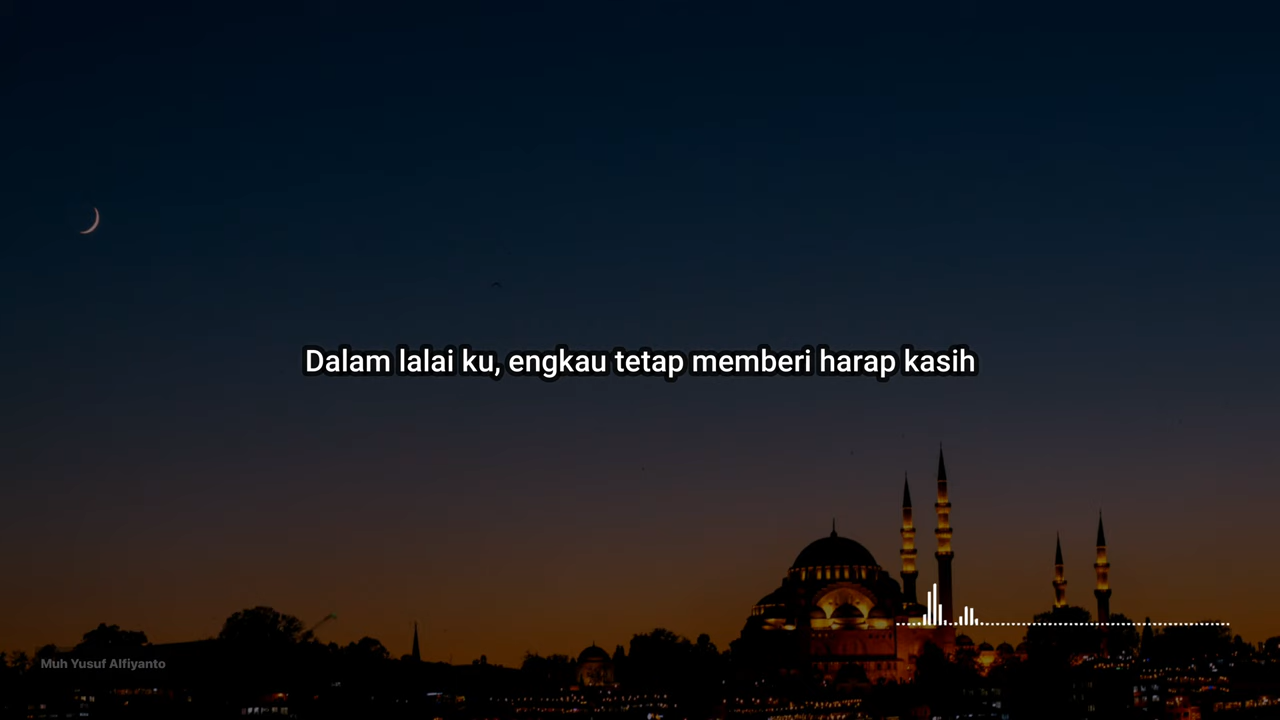 Dalam lalai ku, engkau tetap memberi harap kasih
Muh Yusuf Alfiyanto